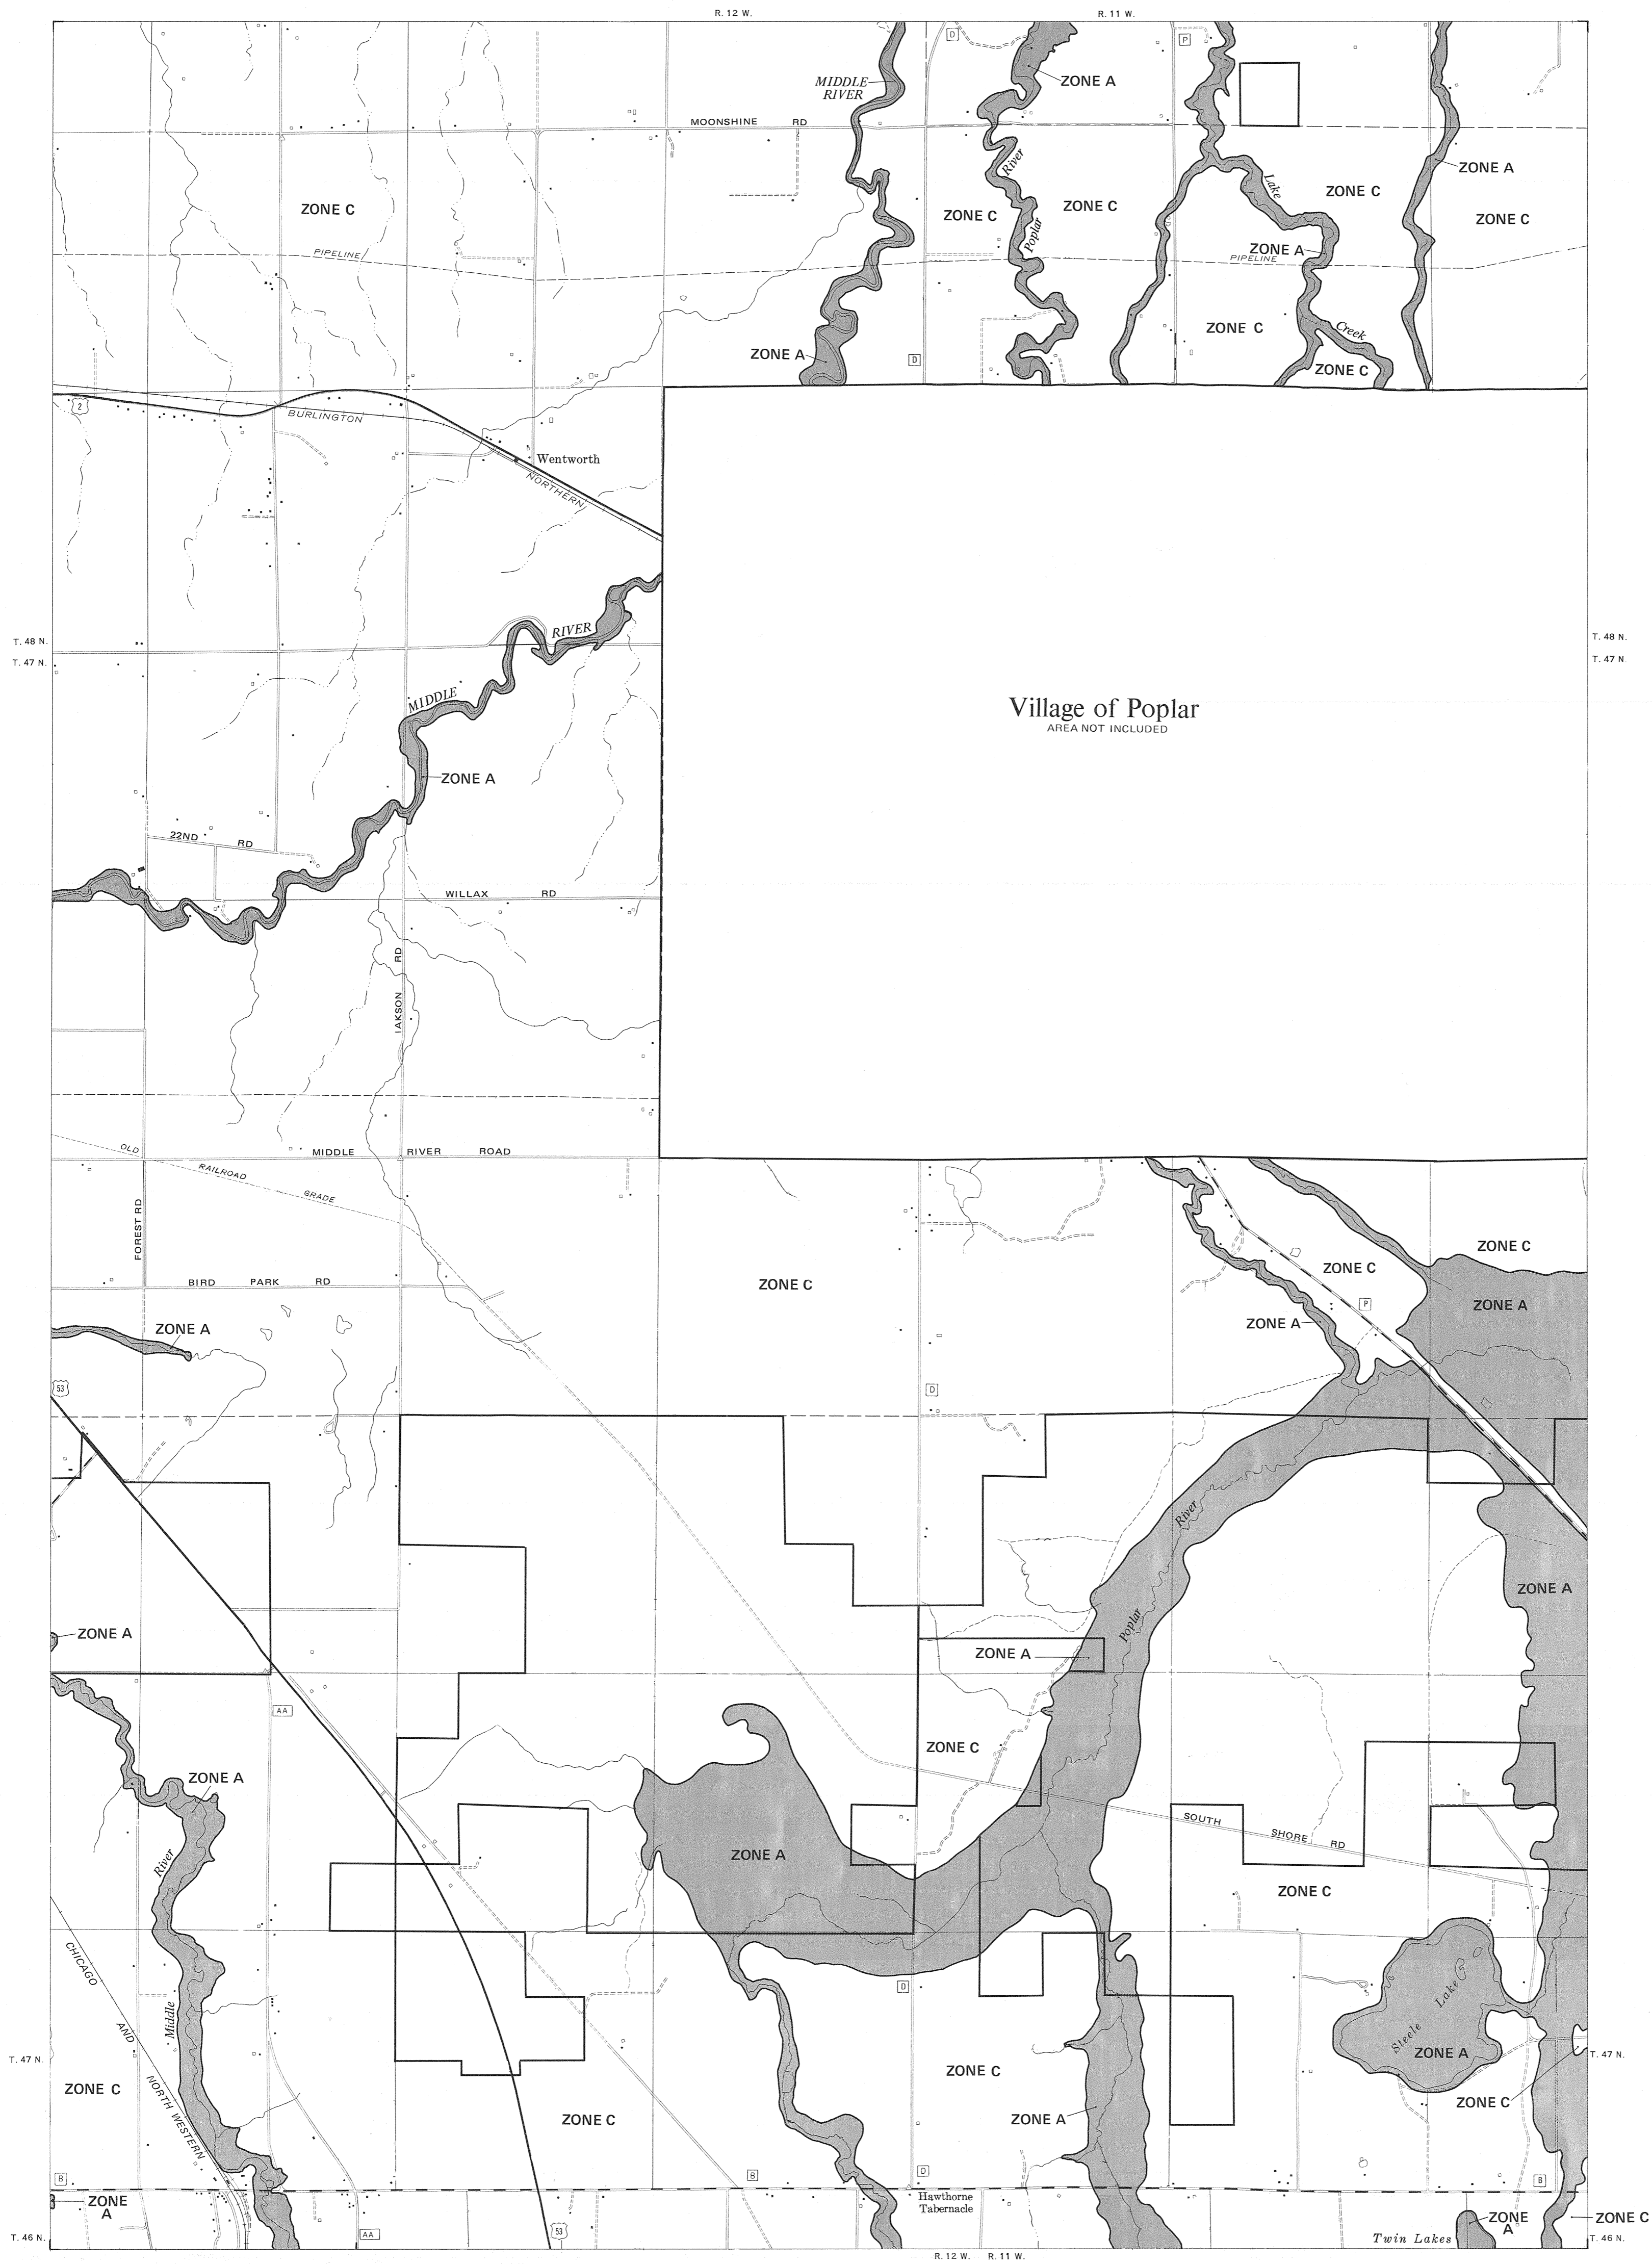 R. 12 W.
R. 11 W.
D
P
MIDDLE
RIVER
ZONE A
MOONSHINE RD
River
Lake
ZONE A
ZONE C
ZONE C
ZONE C
ZONE C
ZONE C
Poplar
ZONE A
PIPELINE
PIPELINE
ZONE C
Creek
ZONE A
D
ZONE C
2
BURLINGTON
Wentworth
NORTHERN
RIVER
T. 48 N.
T. 47 N.
T. 48 N.
T. 47 N.
MIDDLE
Village of Poplar
AREA NOT INCLUDED
ZONE A
22ND RD
WILLAX RD
IAKSON RD
OLD
RAILROAD
GRADE
MIDDLE RIVER ROAD
FOREST RD
BIRD PARK RD
ZONE C
ZONE C
ZONE C
ZONE A
P
ZONE A
ZONE A
53
D
River
ZONE A
ZONE A
Poplar
ZONE A
AA
ZONE C
ZONE A
SOUTH SHORE RD
ZONE A
River
ZONE C
CHICAGO
AND
NORTH WESTERN
D
Middle
Steele Lake
ZONE A
T. 47 N.
T. 47 N.
ZONE C
ZONE C
ZONE C
ZONE C
ZONE A
B
B
D
B
ZONE
A
Hawthorne
Tabernacle
ZONE
A
ZONE C
AA
53
Twin Lakes
T. 46 N.
T. 46 N.
R. 12 W.
R. 11 W.